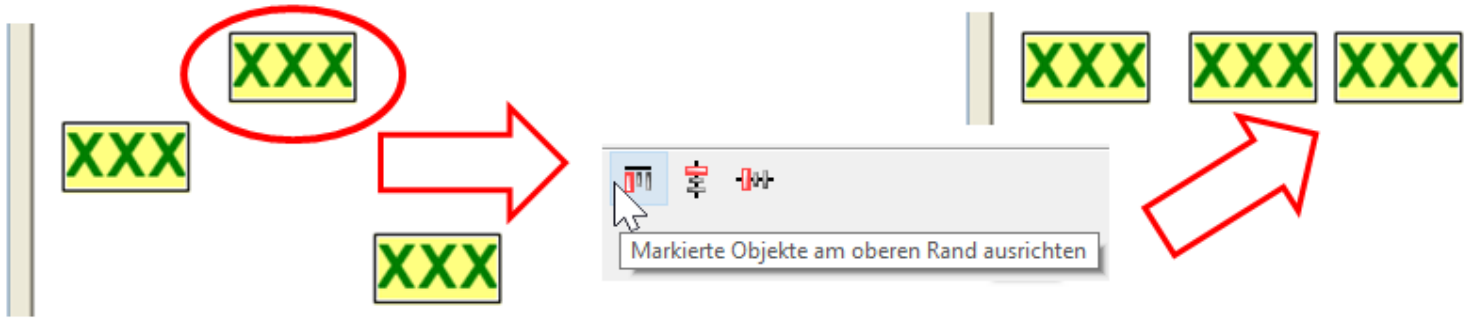 XXX
XXX
XXX
Markierte Objekte am oberen Rand ausrichten
XXX XXX XXX